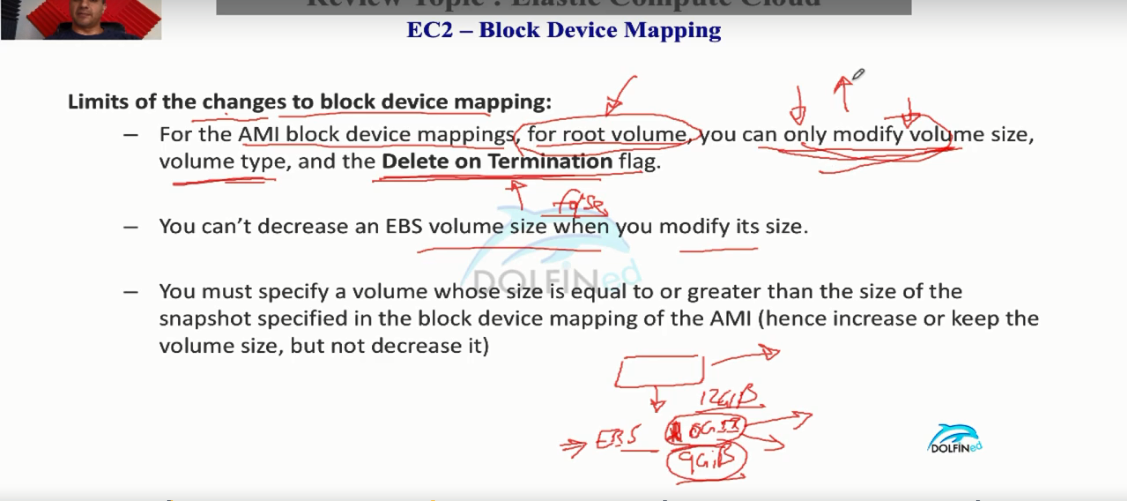 Review Topic : Elastic Compute Cloud
EC2 – Block Device Mapping
Limits of the changes to block device mapping:
– For the AMI block device mappings, for root volume, you can only modify volume size,
volume type, and the Delete on Termination flag.
false
– You can't decrease an EBS volume size when you modify its size.
DOLFINed
– You must specify a volume whose size is equal to or greater than the size of the
snapshot specified in the block device mapping of the AMI (hence increase or keep the
volume size, but not decrease it)
12GiB
EBS
9GiB
DOLFINed